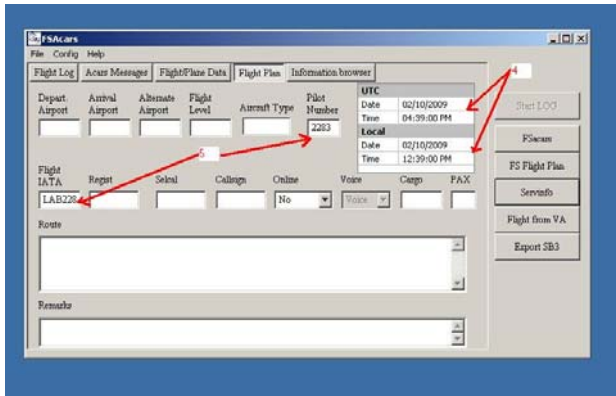 FSAcars
File Config Help
Flight Log Acars Messages Flight/Plane Data Flight Plan Information browser
4
UTC
Date 02/10/2009
Time 04:39:00 PM
Local
Date 02/10/2009
Time 12:39:00 PM
Depart. Airport
Arrival Airport
Alternate Airport
Flight Level
Aircraft Type
Pilot Number
2283
5
Flight IATA
Regist
Selcal
Callsign
Online
Voice
Cargo
PAX
LAB228
No
Voice
Route
Remarks
Start LOG
FSacars
FS Flight Plan
Servinfo
Flight from VA
Export SB3